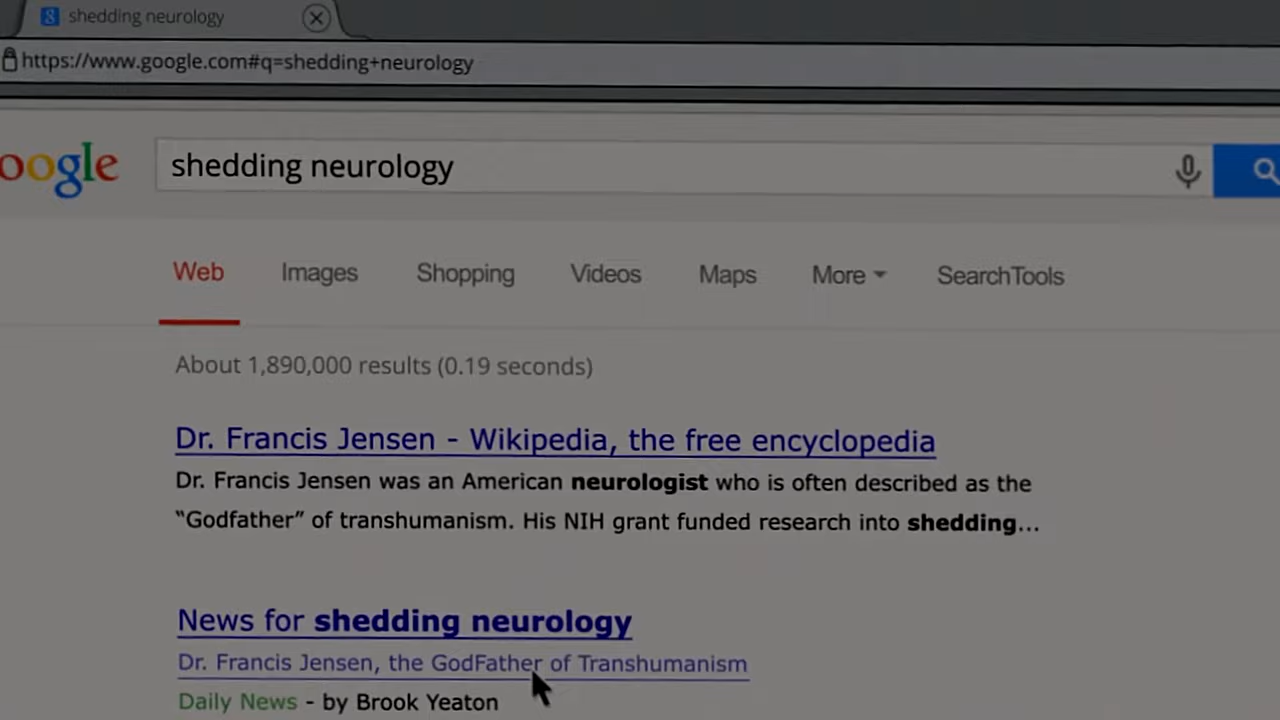 shedding neurology
https://www.google.com#q=shedding+neurology
oogle
shedding neurology
Web Images Shopping Videos Maps More SearchTools
About 1,890,000 results (0.19 seconds)
Dr. Francis Jensen - Wikipedia, the free encyclopedia
Dr. Francis Jensen was an American neurologist who is often described as the
“Godfather” of transhumanism. His NIH grant funded research into shedding...
News for shedding neurology
Dr. Francis Jensen, the GodFather of Transhumanism
Daily News - by Brook Yeaton